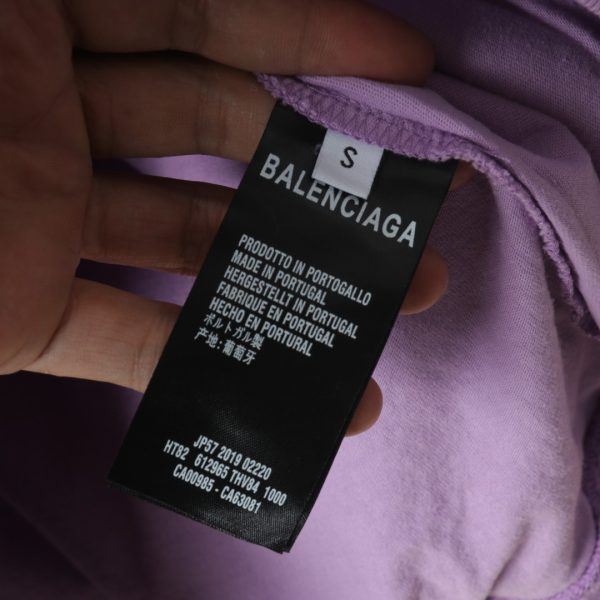 S
BALENCIAGA
PRODOTTO IN PORTOGALLO
MADE IN PORTUGAL
HERGESTELLT IN PORTUGAL
FABRIQUE EN PORTUGAL
HECHO EN PORTURAL
ポルトガル製
产地:葡萄牙
JP57 2019 02220
HT82 612965 THV84 1000
CA00985 - CA63081